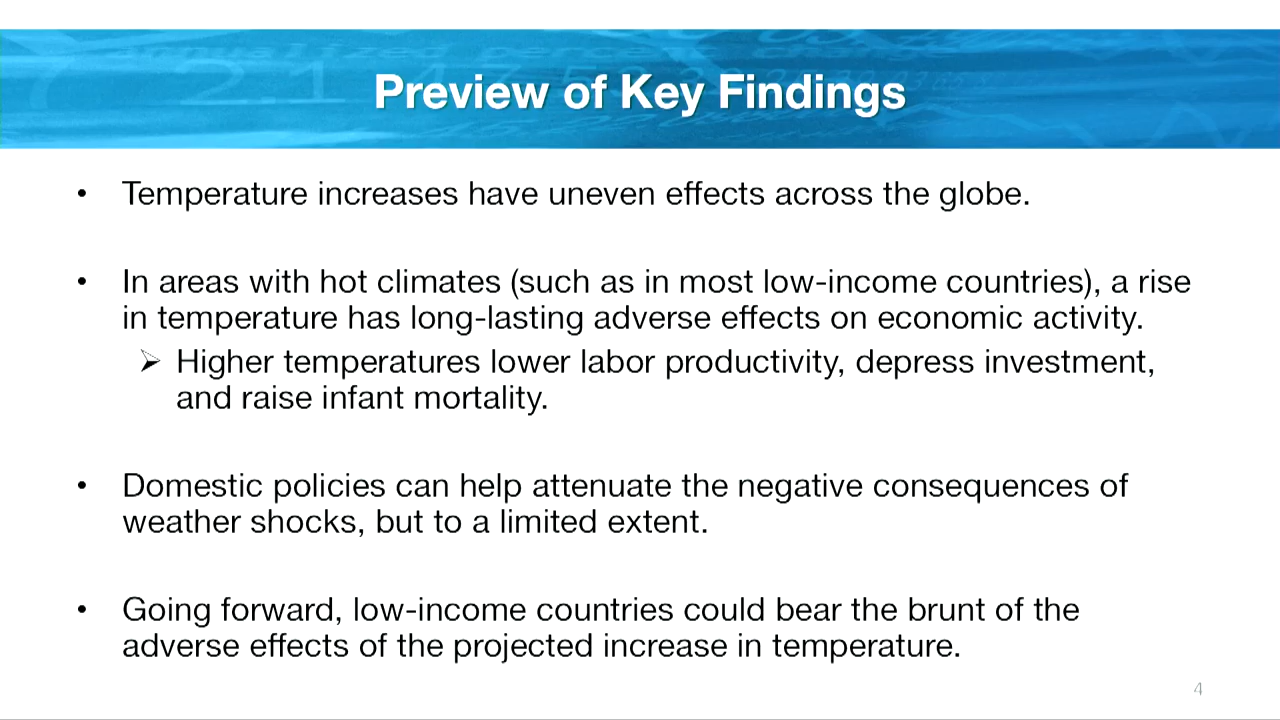 Preview of Key Findings
• Temperature increases have uneven effects across the globe.
• In areas with hot climates (such as in most low-income countries), a rise
in temperature has long-lasting adverse effects on economic activity.
➢ Higher temperatures lower labor productivity, depress investment,
and raise infant mortality.
• Domestic policies can help attenuate the negative consequences of
weather shocks, but to a limited extent.
• Going forward, low-income countries could bear the brunt of the
adverse effects of the projected increase in temperature.
4